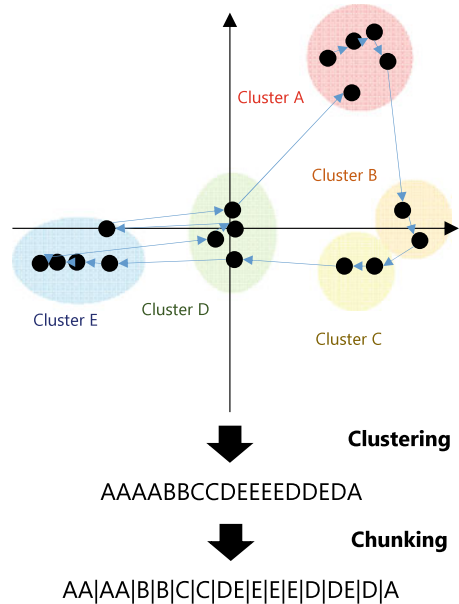 Cluster A
Cluster B
Cluster D
Cluster E
Cluster C
Clustering
AAAABBCCDEEEEDDEDA
Chunking
AA|AA|B|B|C|C|DE|E|E|E|D|DE|D|A